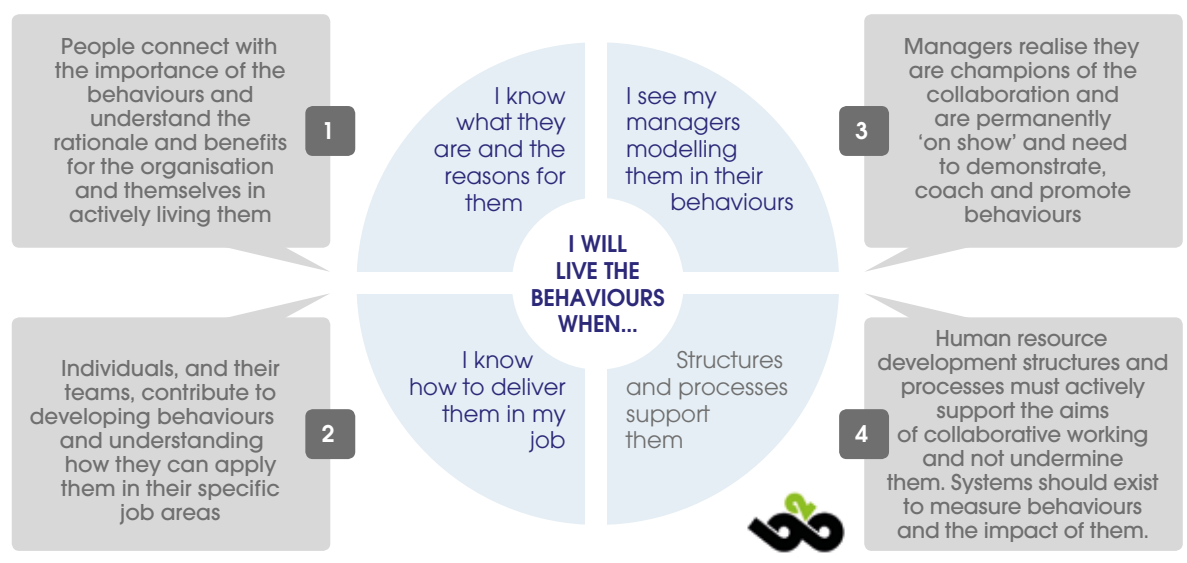 People connect with
the importance of the
behaviours and
understand the
rationale and benefits
for the organisation
and themselves in
actively living them
1
I know
what they
are and the
reasons for
them
I see my
managers
modelling
them in their
behaviours
3
Managers realise they
are champions of the
collaboration and
are permanently
‘on show’ and need
to demonstrate,
coach and promote
behaviours
I WILL
LIVE THE
BEHAVIOURS
WHEN...
Individuals, and their
teams, contribute to
developing behaviours
and understanding
how they can apply
them in their specific
job areas
2
I know
how to deliver
them in my
job
Structures
and processes
support
them
4
Human resource
development structures and
processes must actively
support the aims
of collaborative working
and not undermine
them. Systems should exist
to measure behaviours
and the impact of them.
b2b